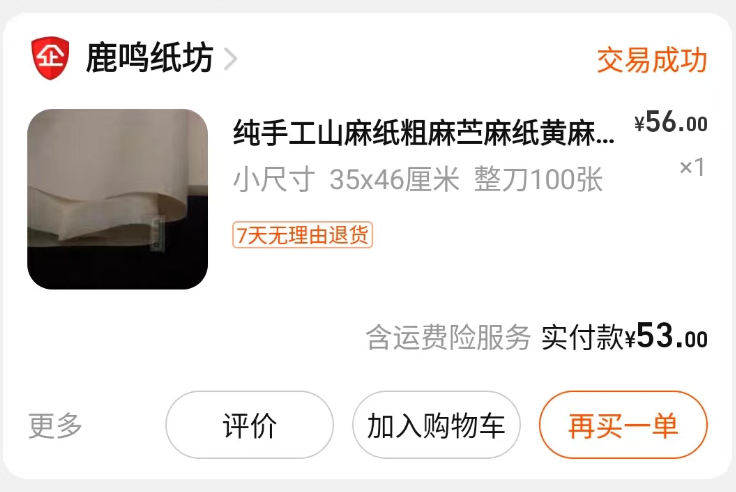 企 鹿鸣纸坊 交易成功
纯手工山麻纸粗麻苎麻纸黄麻... ¥56.00
小尺寸 35x46厘米 整刀100张 ×1
7天无理由退货
含运费险服务 实付款¥53.00
更多 评价 加入购物车 再买一单